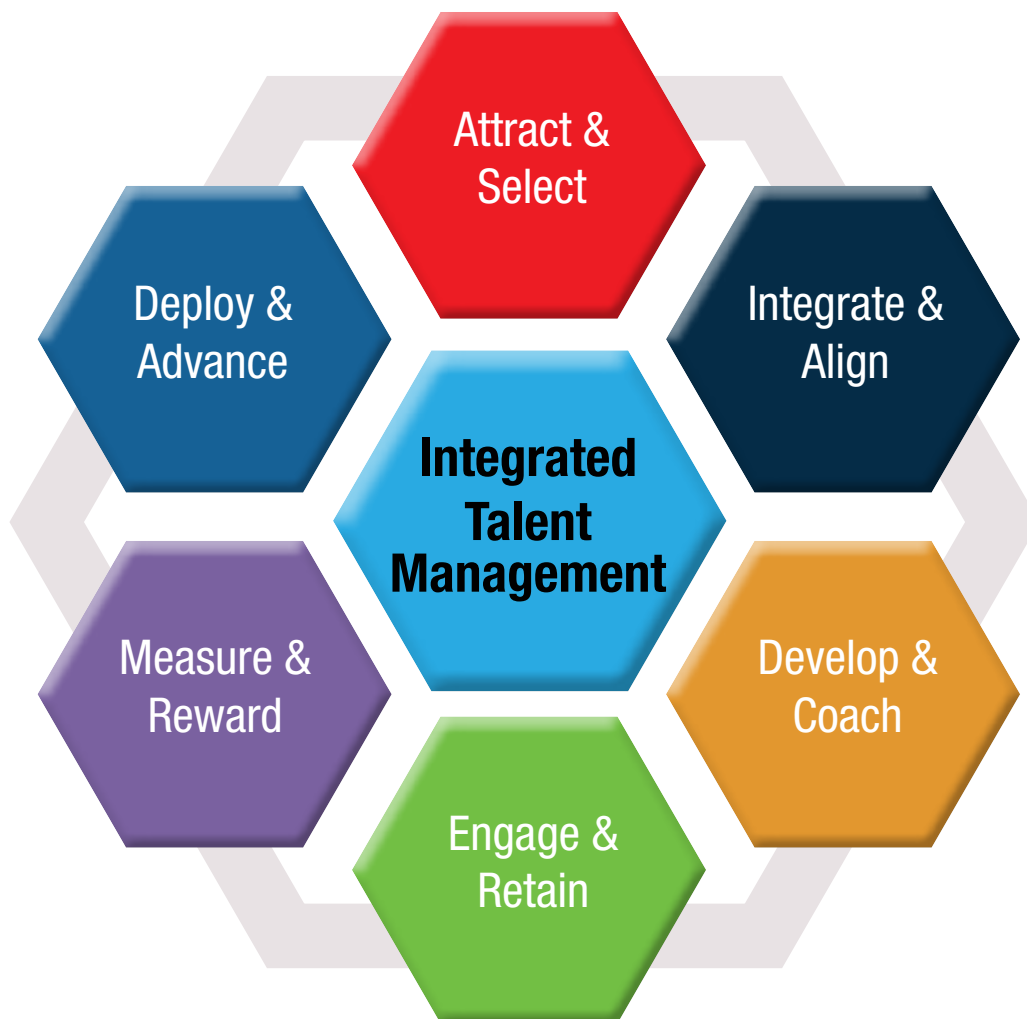 Attract &
Select
Integrate &
Align
Develop &
Coach
Engage &
Retain
Measure &
Reward
Deploy &
Advance
Integrated
Talent
Management